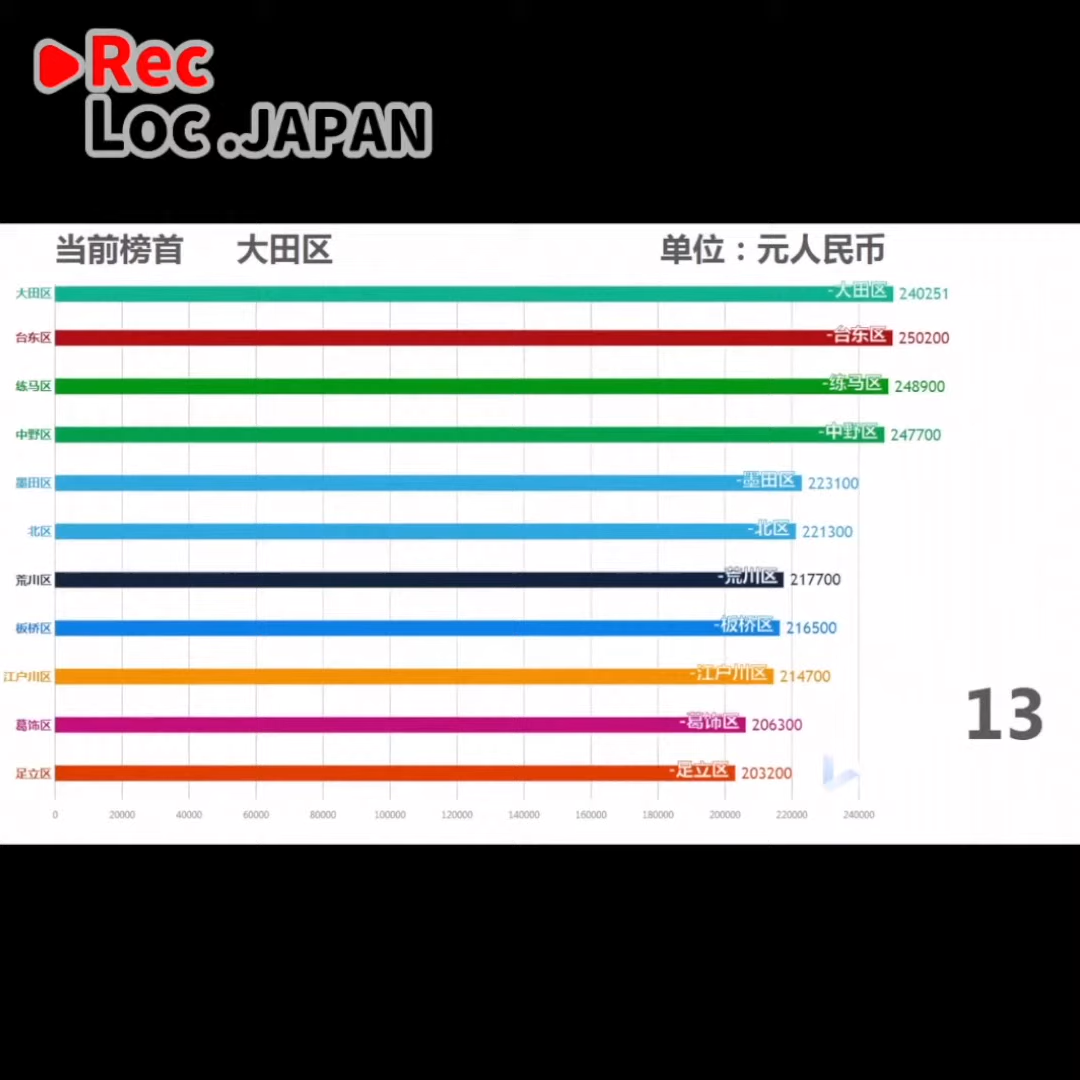 Rec
LOC .JAPAN
当前榜首 大田区 单位：元人民币
大田区 -大田区 240251
台东区 -台东区 250200
练马区 -练马区 248900
中野区 -中野区 247700
墨田区 -墨田区 223100
北区 -北区 221300
荒川区 -荒川区 217700
板桥区 -板桥区 216500
江户川区 -江户川区 214700
葛饰区 -葛饰区 206300
13
足立区 -足立区 203200
0 20000 40000 60000 80000 100000 120000 140000 160000 180000 200000 220000 240000